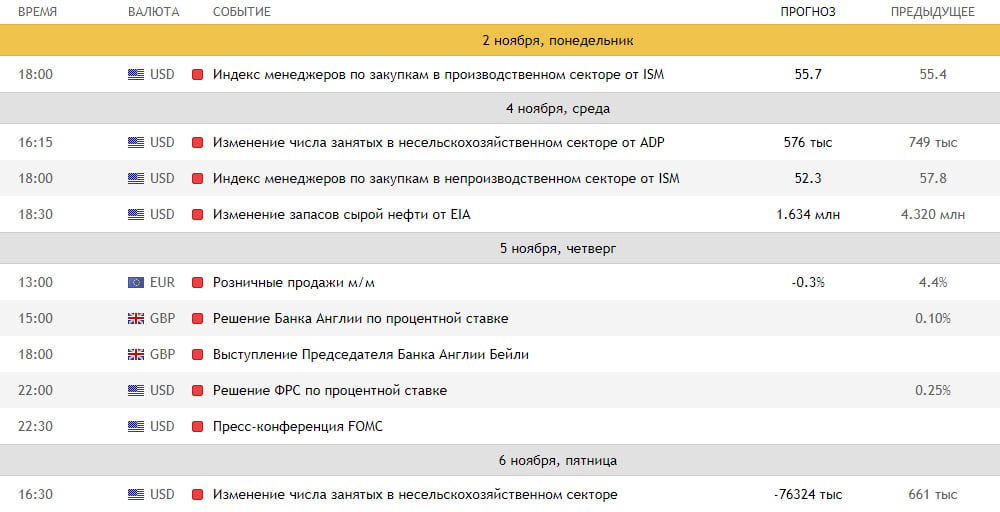 ВРЕМЯ ВАЛЮТА СОБЫТИЕ ПРОГНОЗ ПРЕДЫДУЩЕЕ
2 ноября, понедельник
18:00 USD Индекс менеджеров по закупкам в производственном секторе от ISM 55.7 55.4
4 ноября, среда
16:15 USD Изменение числа занятых в несельскохозяйственном секторе от ADP 576 тыс 749 тыс
18:00 USD Индекс менеджеров по закупкам в непроизводственном секторе от ISM 52.3 57.8
18:30 USD Изменение запасов сырой нефти от EIA 1.634 млн 4.320 млн
5 ноября, четверг
13:00 EUR Розничные продажи м/м -0.3% 4.4%
15:00 GBP Решение Банка Англии по процентной ставке 0.10%
18:00 GBP Выступление Председателя Банка Англии Бейли
22:00 USD Решение ФРС по процентной ставке 0.25%
22:30 USD Пресс-конференция FOMC
6 ноября, пятница
16:30 USD Изменение числа занятых в несельскохозяйственном секторе -76324 тыс 661 тыс